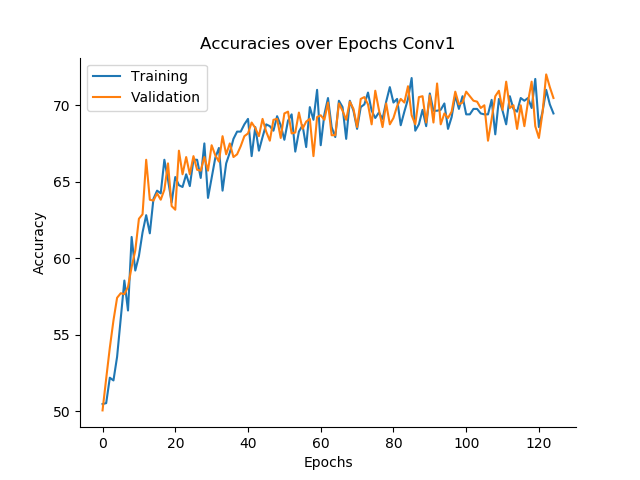 Accuracies over Epochs Conv1
Training
Validation
Accuracy
70
65
60
55
50
0 20 40 60 80 100 120
Epochs